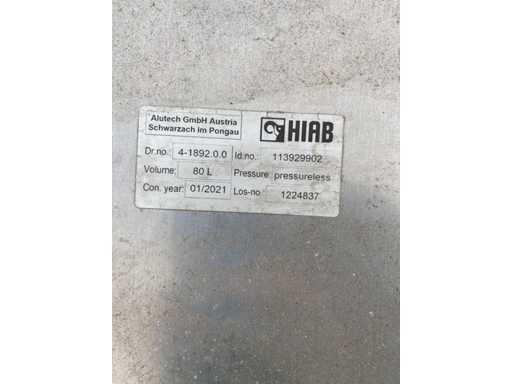 Alutech GmbH Austria
Schwarzach im Pongau
HIAB
Dr.no.: 4-1892.0.0 Id.no.: 113929902
Volume: 80 L Pressure: pressureless
Con. year: 01/2021 Los-no.: 1224837